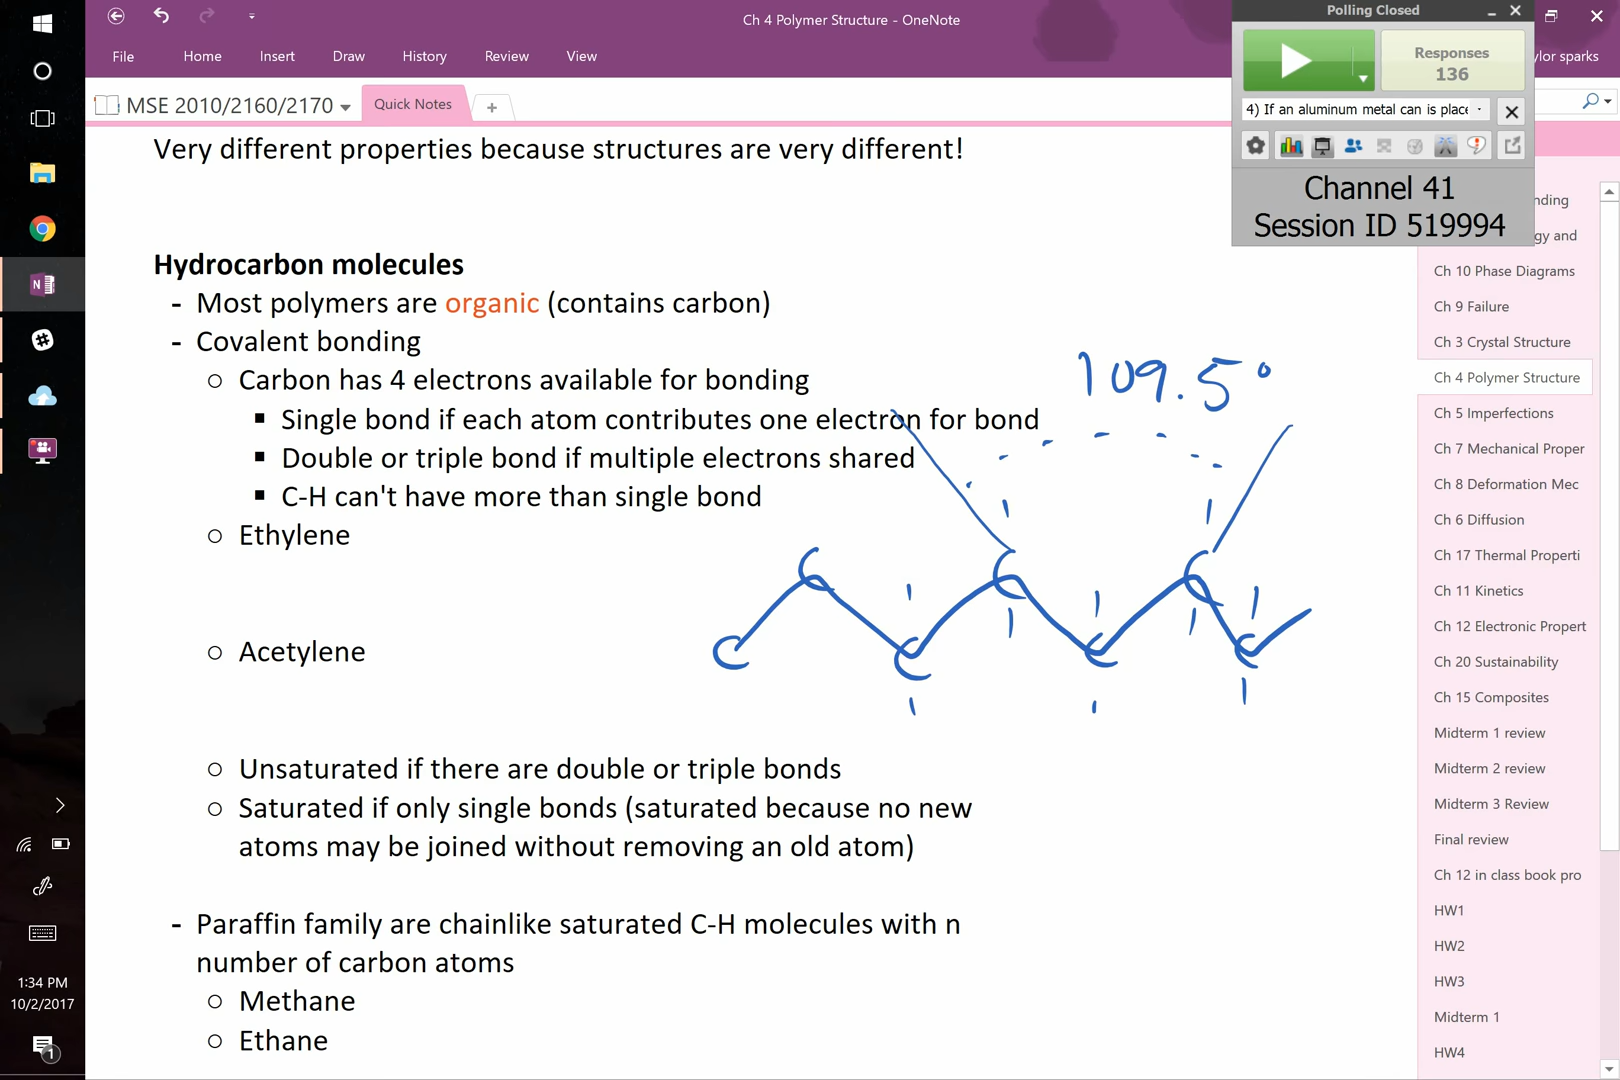 Ch 4 Polymer Structure - OneNote
Polling Closed
ylor sparks
File Home Insert Draw History Review View
Responses
136
MSE 2010/2160/2170
Quick Notes
4) If an aluminum metal can is place
Channel 41
Session ID 519994
Very different properties because structures are very different!
Hydrocarbon molecules
- Most polymers are organic (contains carbon)
- Covalent bonding
○ Carbon has 4 electrons available for bonding
▪ Single bond if each atom contributes one electron for bond
▪ Double or triple bond if multiple electrons shared
▪ C-H can't have more than single bond
○ Ethylene
○ Acetylene
○ Unsaturated if there are double or triple bonds
○ Saturated if only single bonds (saturated because no new
atoms may be joined without removing an old atom)
- Paraffin family are chainlike saturated C-H molecules with n
number of carbon atoms
○ Methane
○ Ethane
109.5°
C C C C C C C
nding
gy and
Ch 10 Phase Diagrams
Ch 9 Failure
Ch 3 Crystal Structure
Ch 4 Polymer Structure
Ch 5 Imperfections
Ch 7 Mechanical Proper
Ch 8 Deformation Mec
Ch 6 Diffusion
Ch 17 Thermal Properti
Ch 11 Kinetics
Ch 12 Electronic Propert
Ch 20 Sustainability
Ch 15 Composites
Midterm 1 review
Midterm 2 review
Midterm 3 Review
Final review
Ch 12 in class book pro
HW1
HW2
HW3
Midterm 1
HW4
1:34 PM
10/2/2017
1